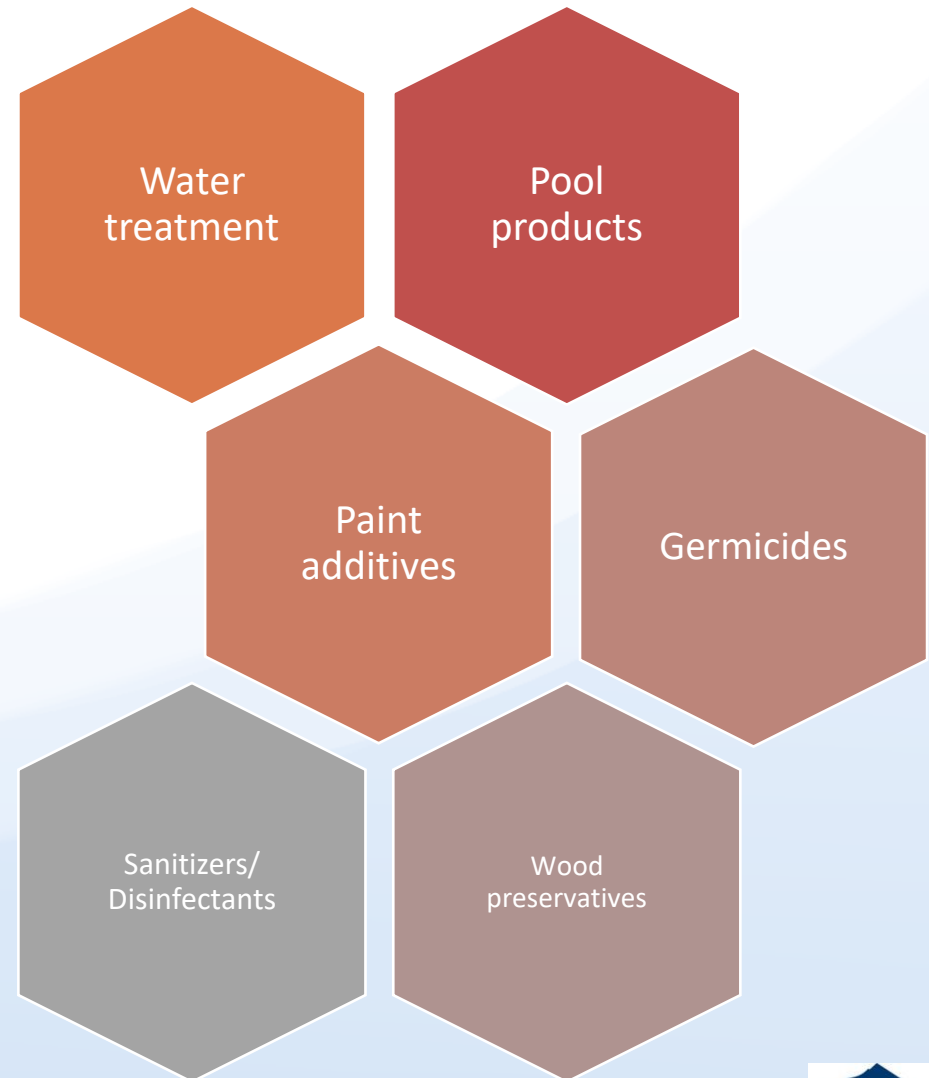 Water
treatment
Pool
products
Paint
additives
Germicides
Sanitizers/
Disinfectants
Wood
preservatives